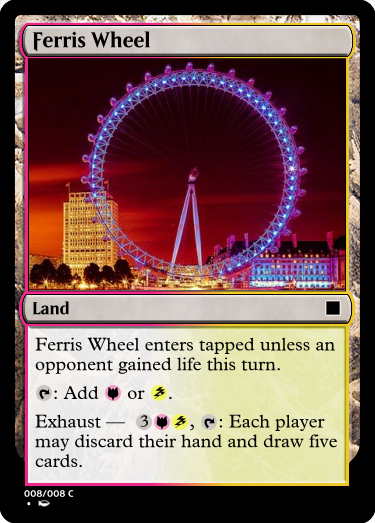 Ferris Wheel
Land
Ferris Wheel enters tapped unless an
opponent gained life this turn.
: Add or .
Exhaust — 3 , : Each player
may discard their hand and draw five
cards.
008/008 C
•